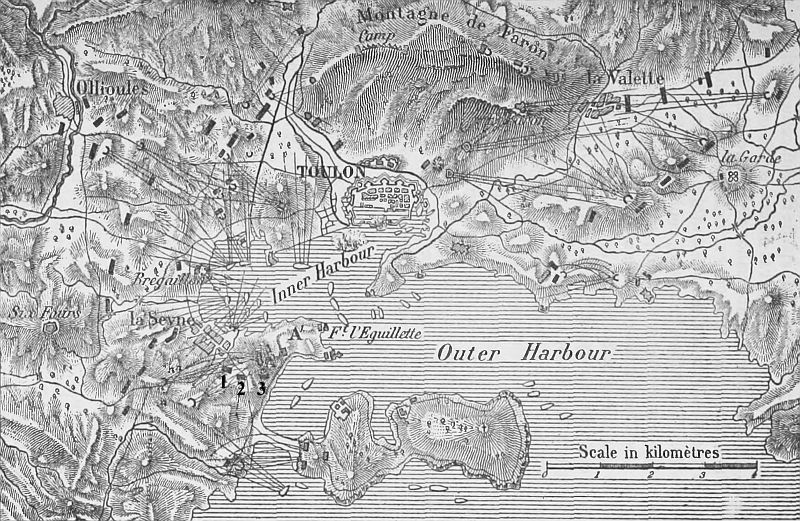 Montagne de Faron
Camp
Ollioules
la Valette
la Garde
TOULON
Inner Harbour
Six Fours
la Seyne
A
Ft. l'Eguillette
Outer Harbour
1 2 3
Scale in kilomètres
0 1 2 3 4